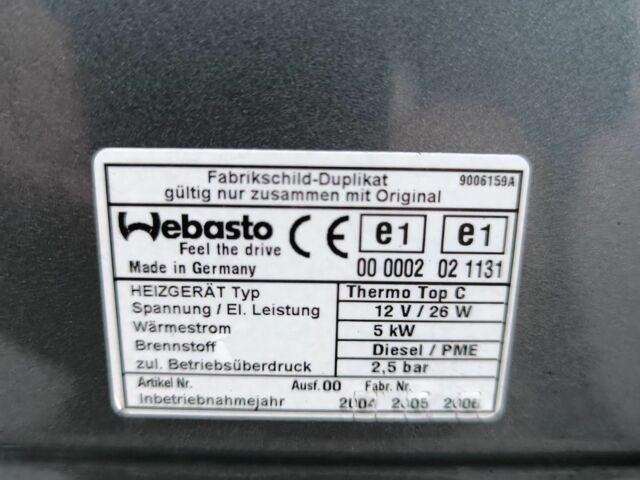 Fabrikschild-Duplikat 9006159A
gültig nur zusammen mit Original
Webasto CE e1 e1
Feel the drive
Made in Germany 00 0002 02 1131
HEIZGERÄT Typ Thermo Top C
Spannung / El. Leistung 12 V / 26 W
Wärmestrom 5 kW
Brennstoff Diesel / PME
zul. Betriebsüberdruck 2,5 bar
Artikel Nr. Ausf. 00 Fabr. Nr.
Inbetriebnahmejahr 2004 2005 2006